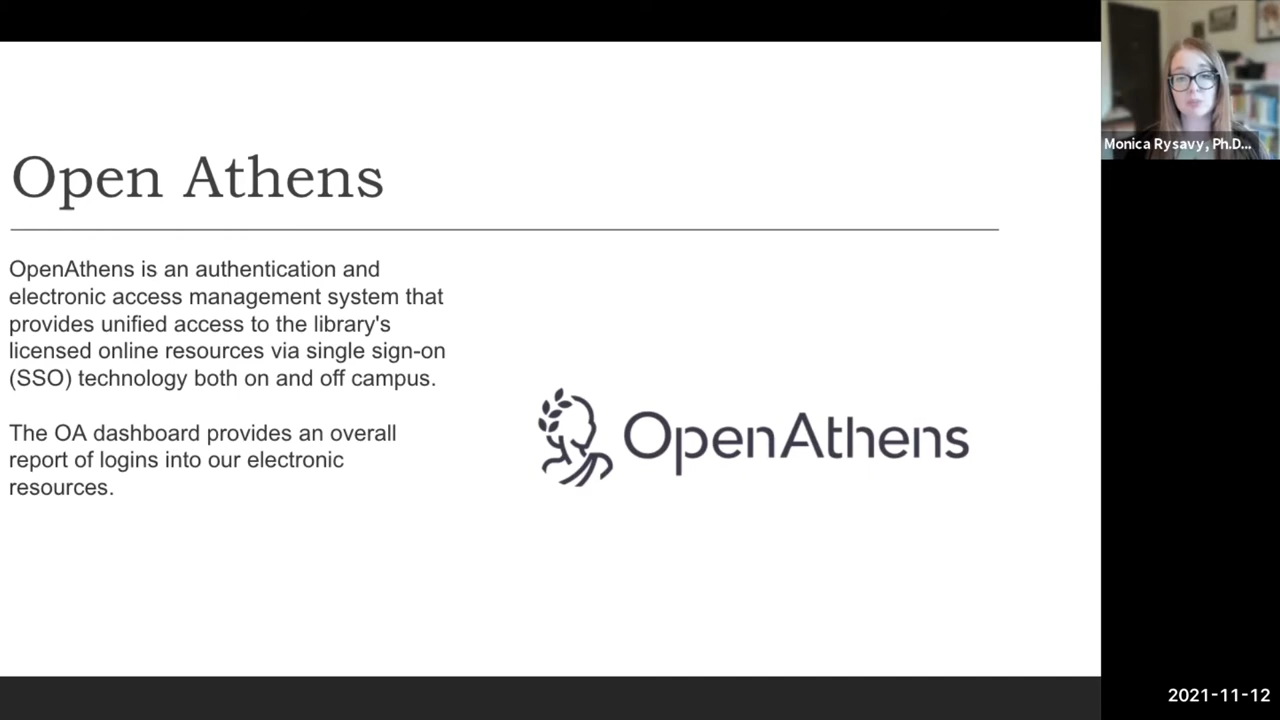 Open Athens
OpenAthens is an authentication and
electronic access management system that
provides unified access to the library's
licensed online resources via single sign-on
(SSO) technology both on and off campus.
The OA dashboard provides an overall
report of logins into our electronic
resources.
OpenAthens
Monica Rysavy, Ph.D...
2021-11-12